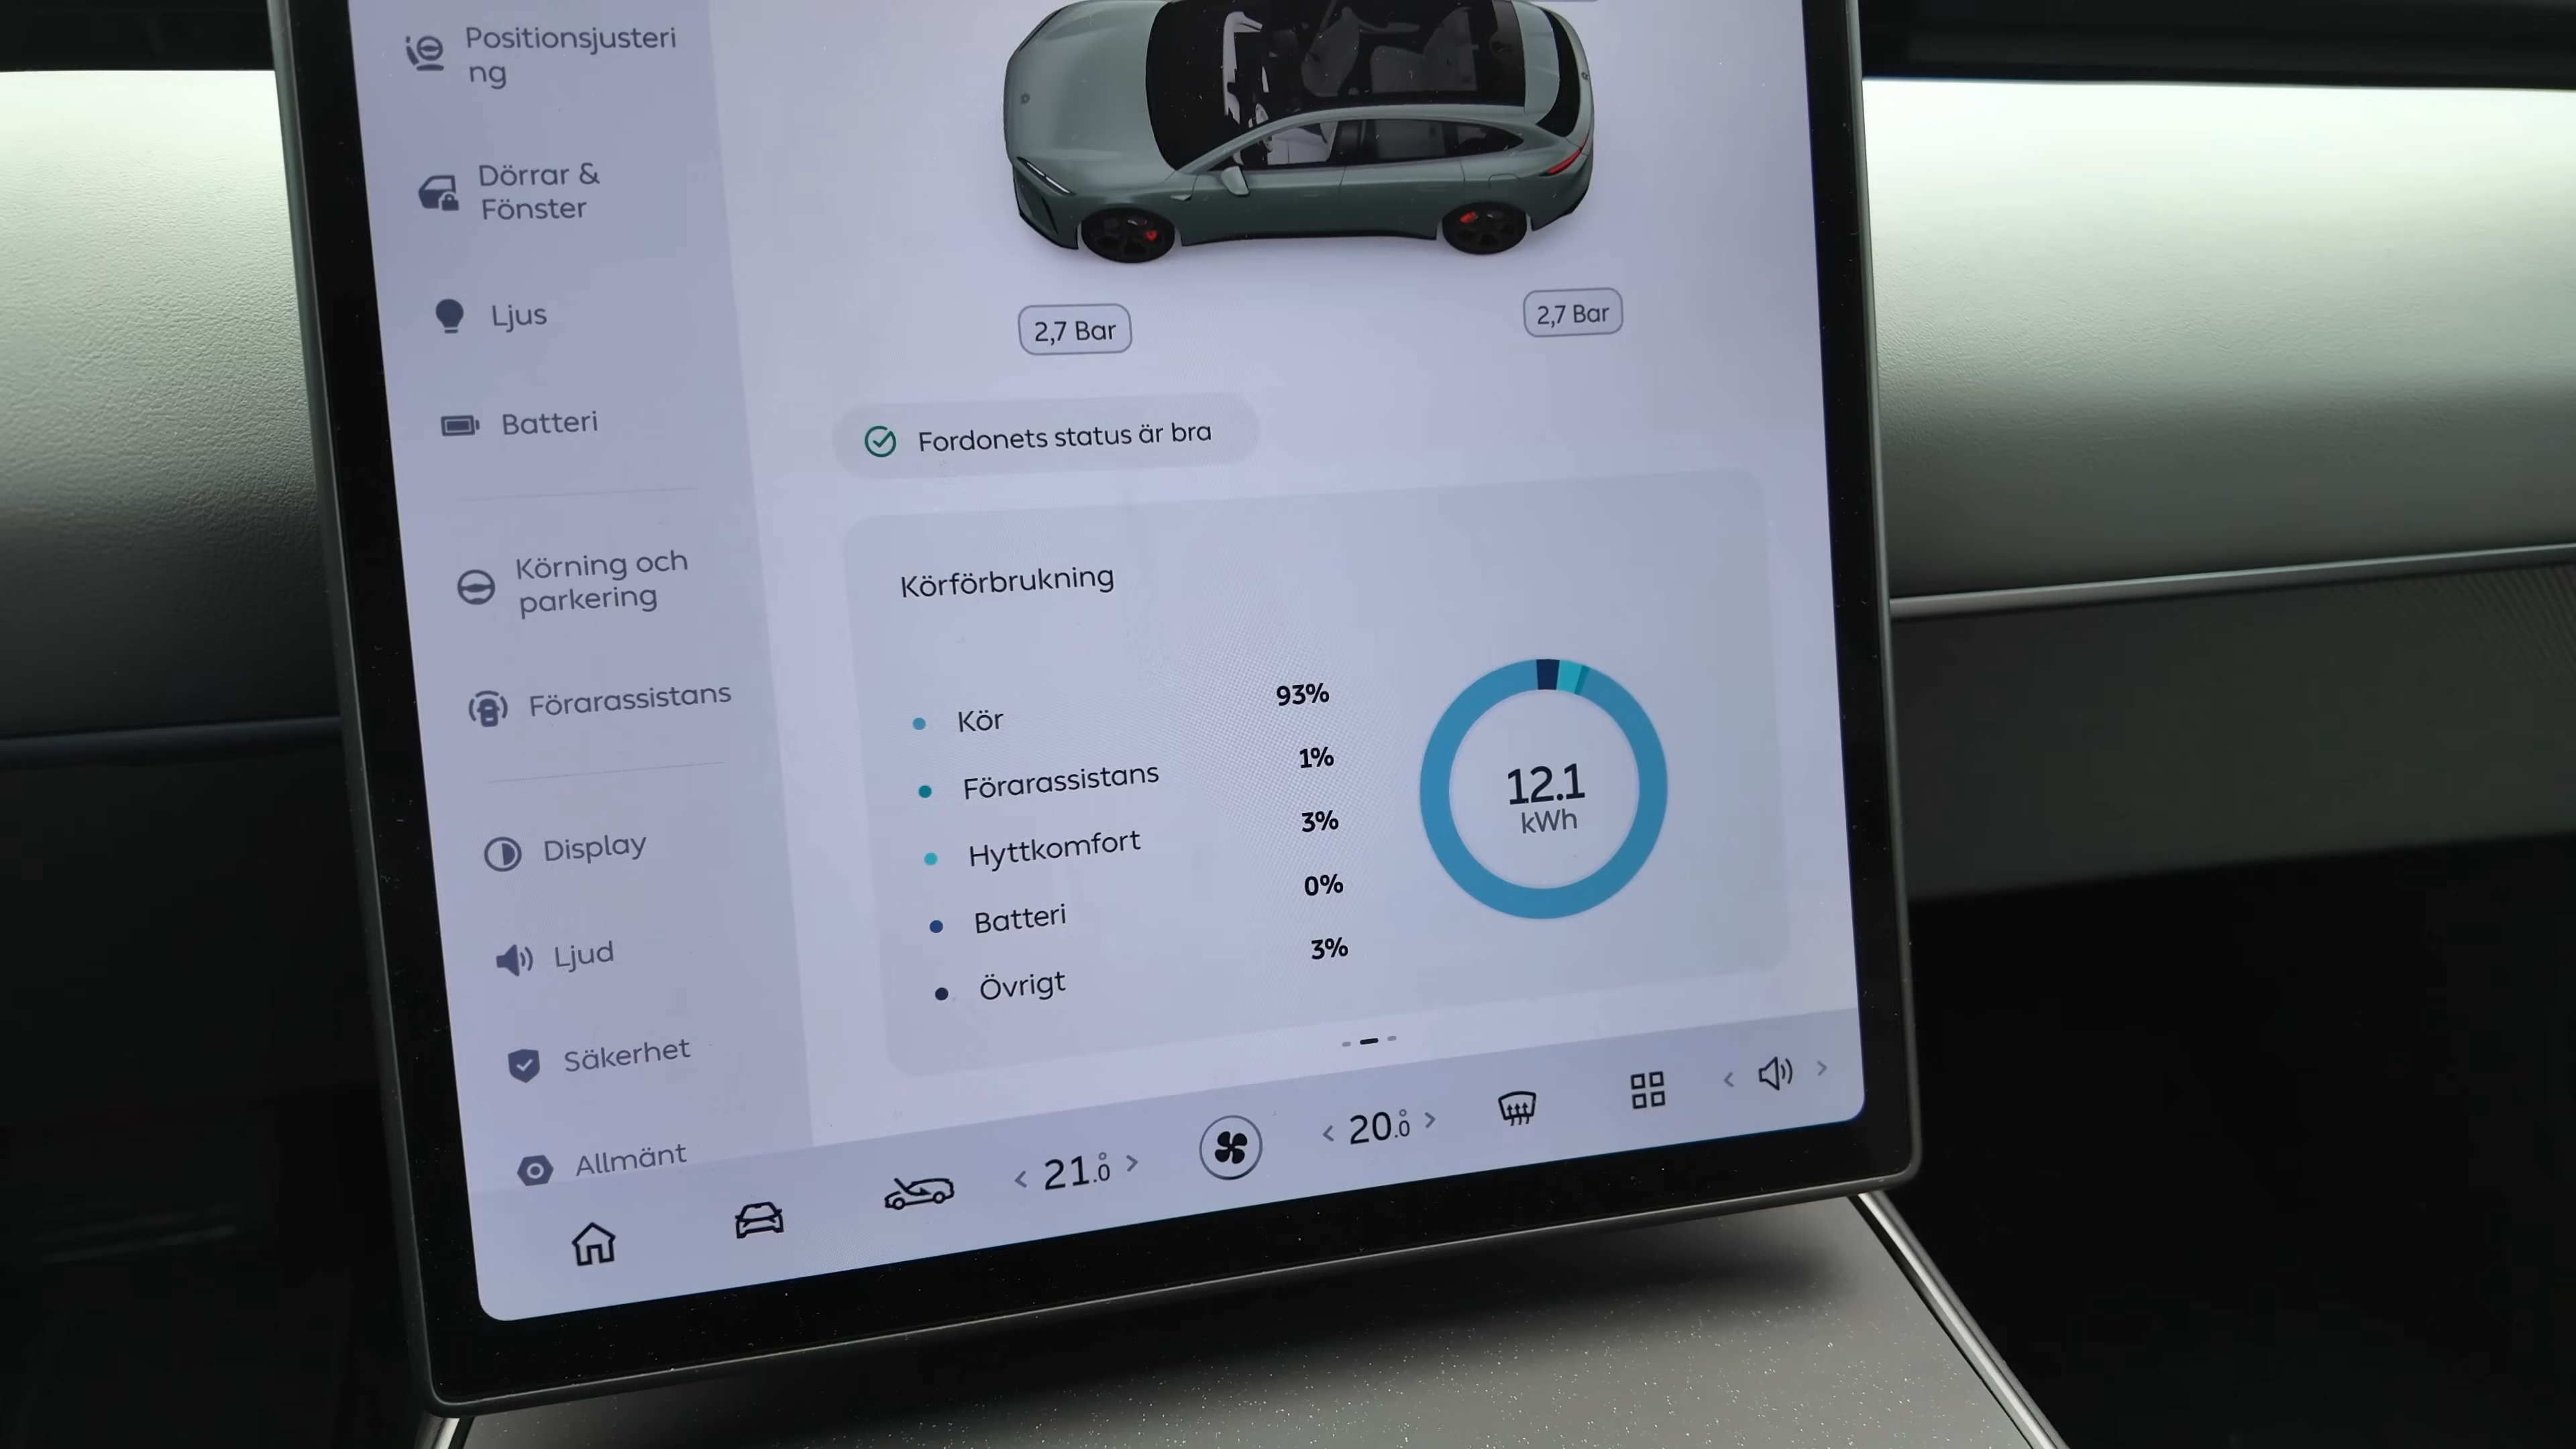 Positionsjusteri
ng
Dörrar &
Fönster
Ljus
Batteri
Körning och
parkering
Förarassistans
Display
Ljud
Säkerhet
Allmänt
2,7 Bar
2,7 Bar
Fordonets status är bra
Körförbrukning
Kör 93%
Förarassistans 1%
Hyttkomfort 3%
Batteri 0%
Övrigt 3%
12.1
kWh
< 21.0° >
< 20.0° >
< >